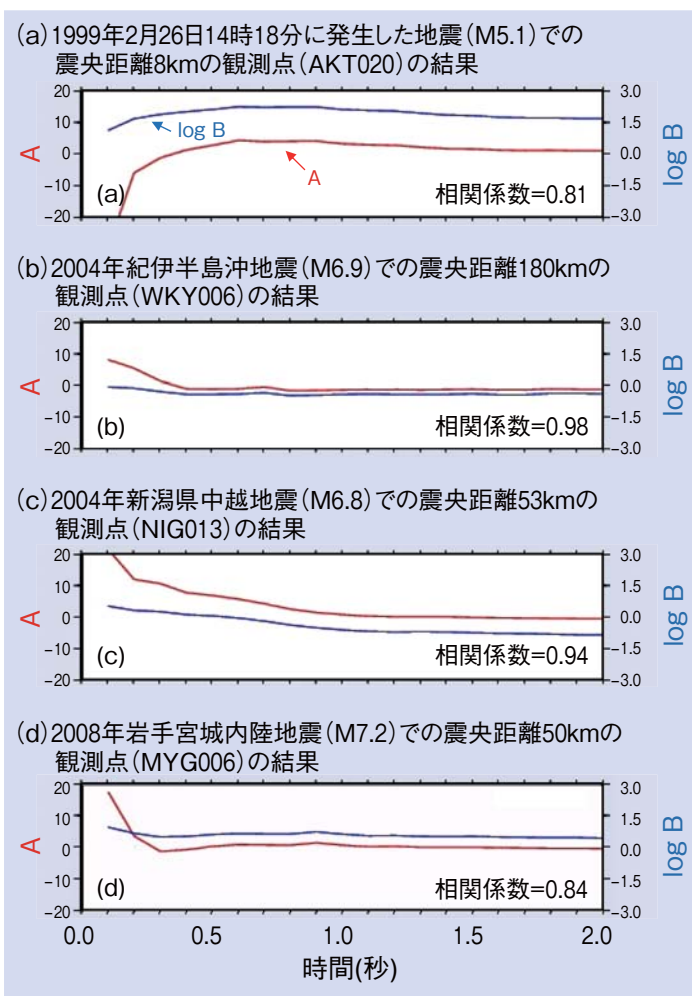 (a)1999年2月26日14時18分に発生した地震(M5.1)での
震央距離8kmの観測点(AKT020)の結果
20
10
0
−10
−20
A
log B
A
(a)
相関係数=0.81
3.0
1.5
0.0
−1.5
−3.0
log B
(b)2004年紀伊半島沖地震(M6.9)での震央距離180kmの
観測点(WKY006)の結果
20
10
0
−10
−20
A
(b)
相関係数=0.98
3.0
1.5
0.0
−1.5
−3.0
log B
(c)2004年新潟県中越地震(M6.8)での震央距離53kmの
観測点(NIG013)の結果
20
10
0
−10
−20
A
(c)
相関係数=0.94
3.0
1.5
0.0
−1.5
−3.0
log B
(d)2008年岩手宮城内陸地震(M7.2)での震央距離50kmの
観測点(MYG006)の結果
20
10
0
−10
−20
A
(d)
相関係数=0.84
3.0
1.5
0.0
−1.5
−3.0
log B
0.0 0.5 1.0 1.5 2.0
時間(秒)